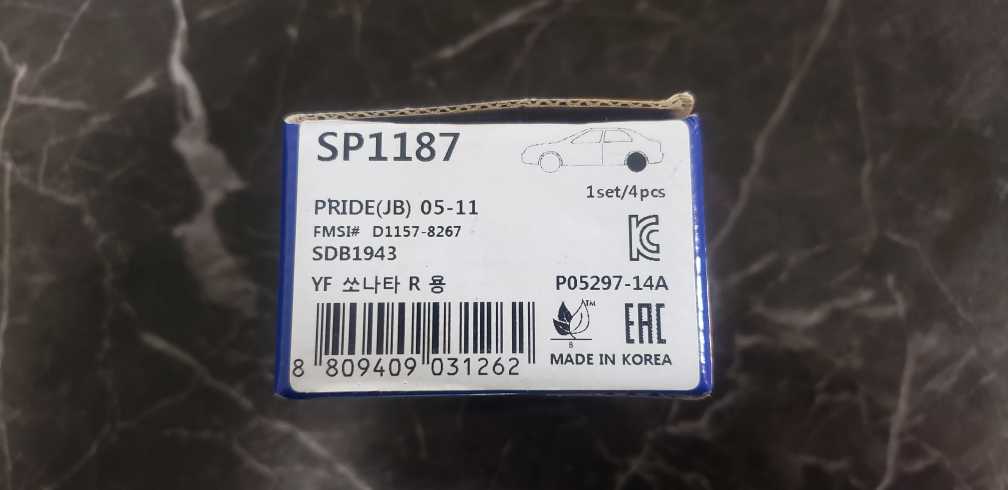 SP1187
1set/4pcs
PRIDE(JB) 05-11
FMSI# D1157-8267
SDB1943
YF 쏘나타 R 용
P05297-14A
TM
B
EAC
MADE IN KOREA
8 809409 031262